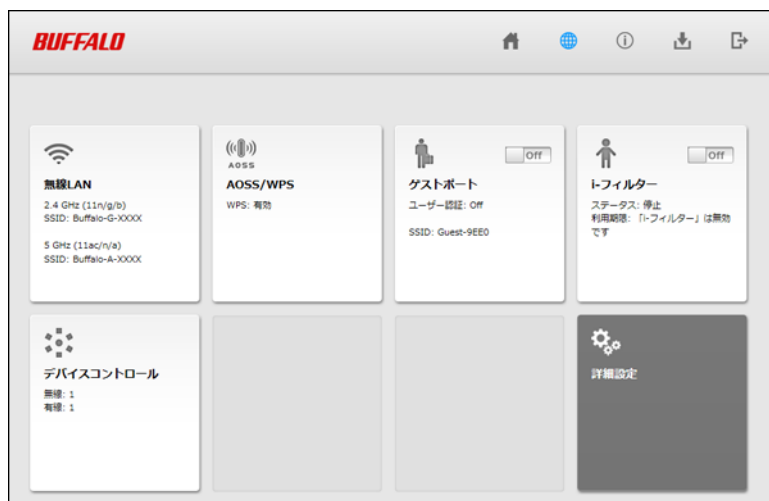 BUFFALO
無線LAN
2.4 GHz (11n/g/b)
SSID: Buffalo-G-XXXX
5 GHz (11ac/n/a)
SSID: Buffalo-A-XXXX
AOSS
AOSS/WPS
WPS: 有効
Off
ゲストポート
ユーザー認証: Off
SSID: Guest-9EE0
Off
i-フィルター
ステータス: 停止
利用期限: 「i-フィルター」は無効
です
デバイスコントロール
無線: 1
有線: 1
詳細設定